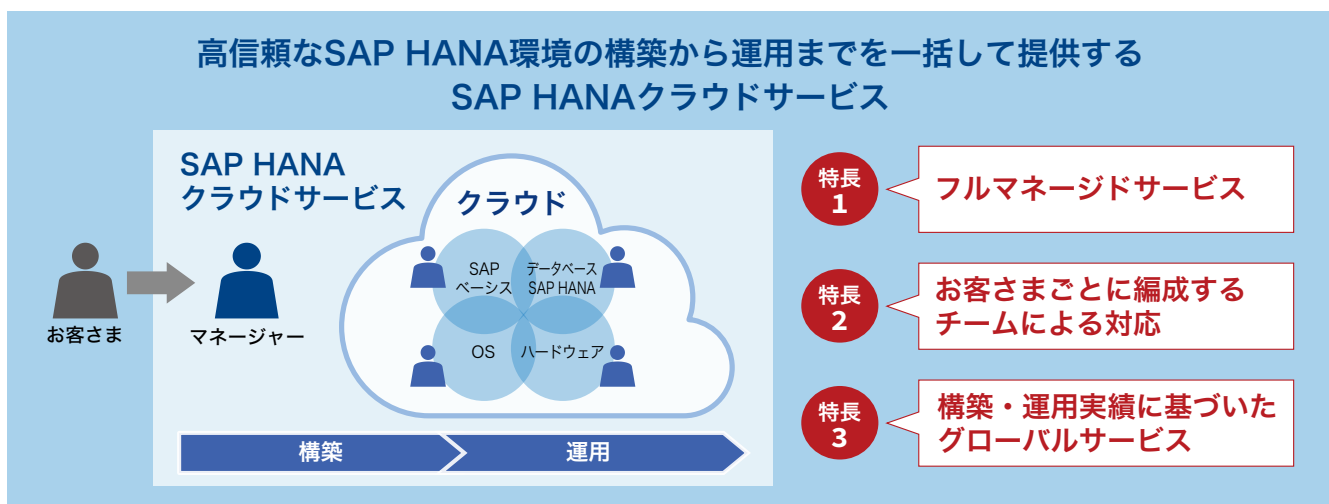 高信頼なSAP HANA環境の構築から運用までを一括して提供する
SAP HANAクラウドサービス
SAP HANA
クラウドサービス
クラウド
SAP
ベーシス
データベース
SAP HANA
OS
ハードウェア
お客さま
マネージャー
構築
運用
特長
1
フルマネージドサービス
特長
2
お客さまごとに編成する
チームによる対応
特長
3
構築・運用実績に基づいた
グローバルサービス